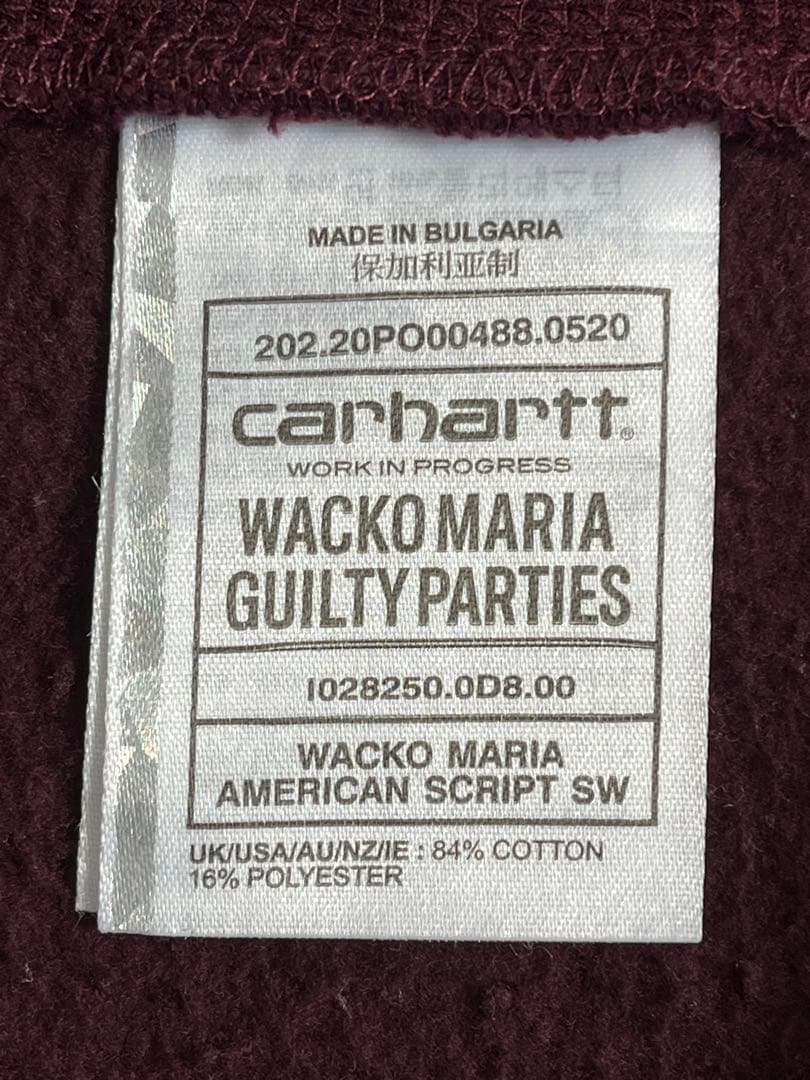 MADE IN BULGARIA
保加利亚制
202.20PO00488.0520
carhartt®
WORK IN PROGRESS
WACKO MARIA
GUILTY PARTIES
I028250.0D8.00
WACKO MARIA
AMERICAN SCRIPT SW
UK/USA/AU/NZ/IE : 84% COTTON
16% POLYESTER